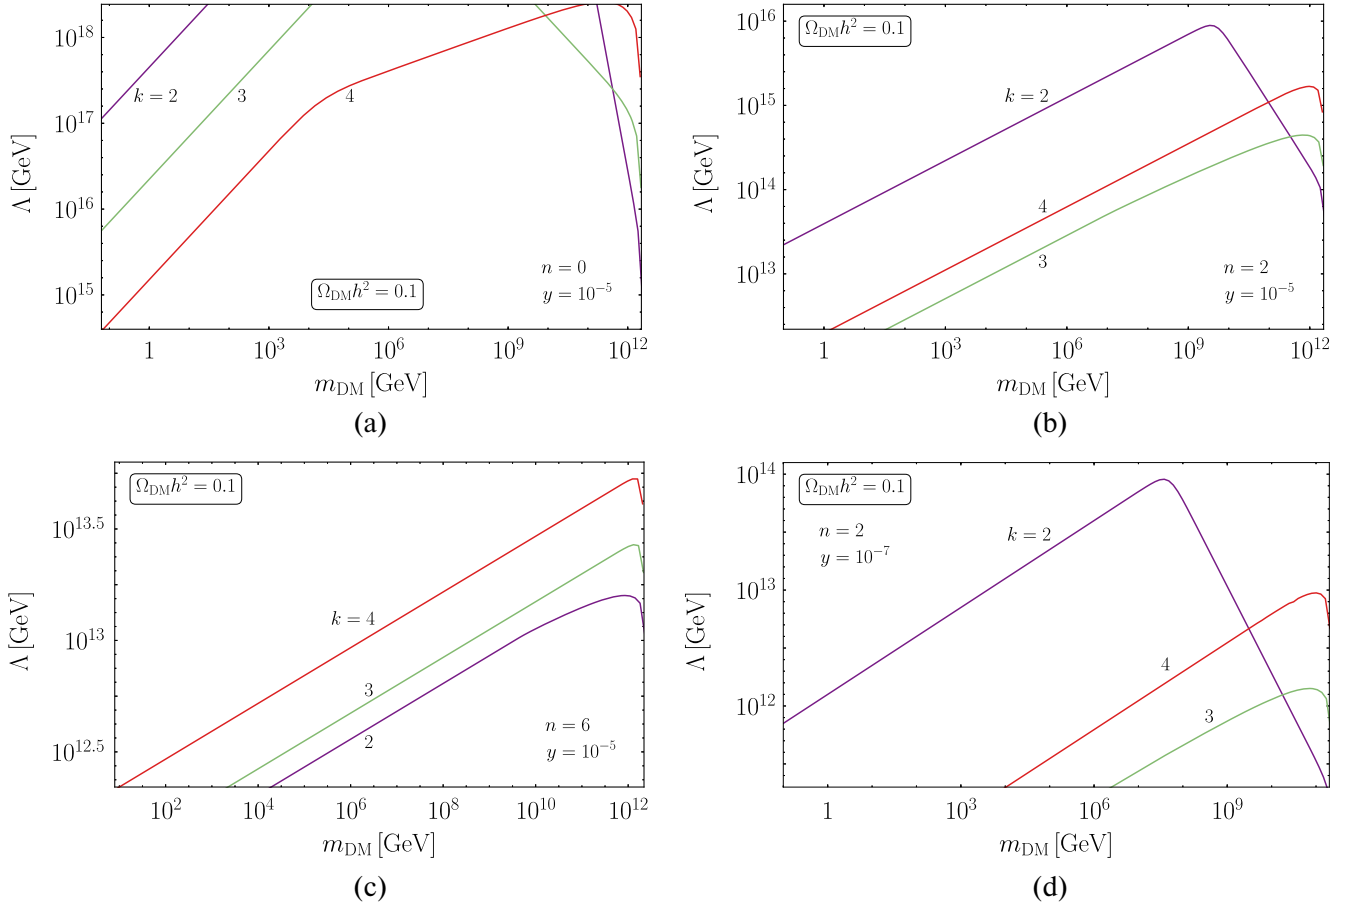 10^18
10^17
10^16
10^15
Λ [GeV]
k = 2
3
4
n = 0
y = 10^-5
Ω_DM h^2 = 0.1
1
10^3
10^6
10^9
10^12
m_DM [GeV]
(a)
10^16
10^15
10^14
10^13
Λ [GeV]
Ω_DM h^2 = 0.1
k = 2
4
3
n = 2
y = 10^-5
1
10^3
10^6
10^9
10^12
m_DM [GeV]
(b)
10^13.5
10^13
10^12.5
Λ [GeV]
Ω_DM h^2 = 0.1
k = 4
3
2
n = 6
y = 10^-5
10^2
10^4
10^6
10^8
10^10
10^12
m_DM [GeV]
(c)
10^14
10^13
10^12
Λ [GeV]
Ω_DM h^2 = 0.1
n = 2
y = 10^-7
k = 2
4
3
1
10^3
10^6
10^9
m_DM [GeV]
(d)